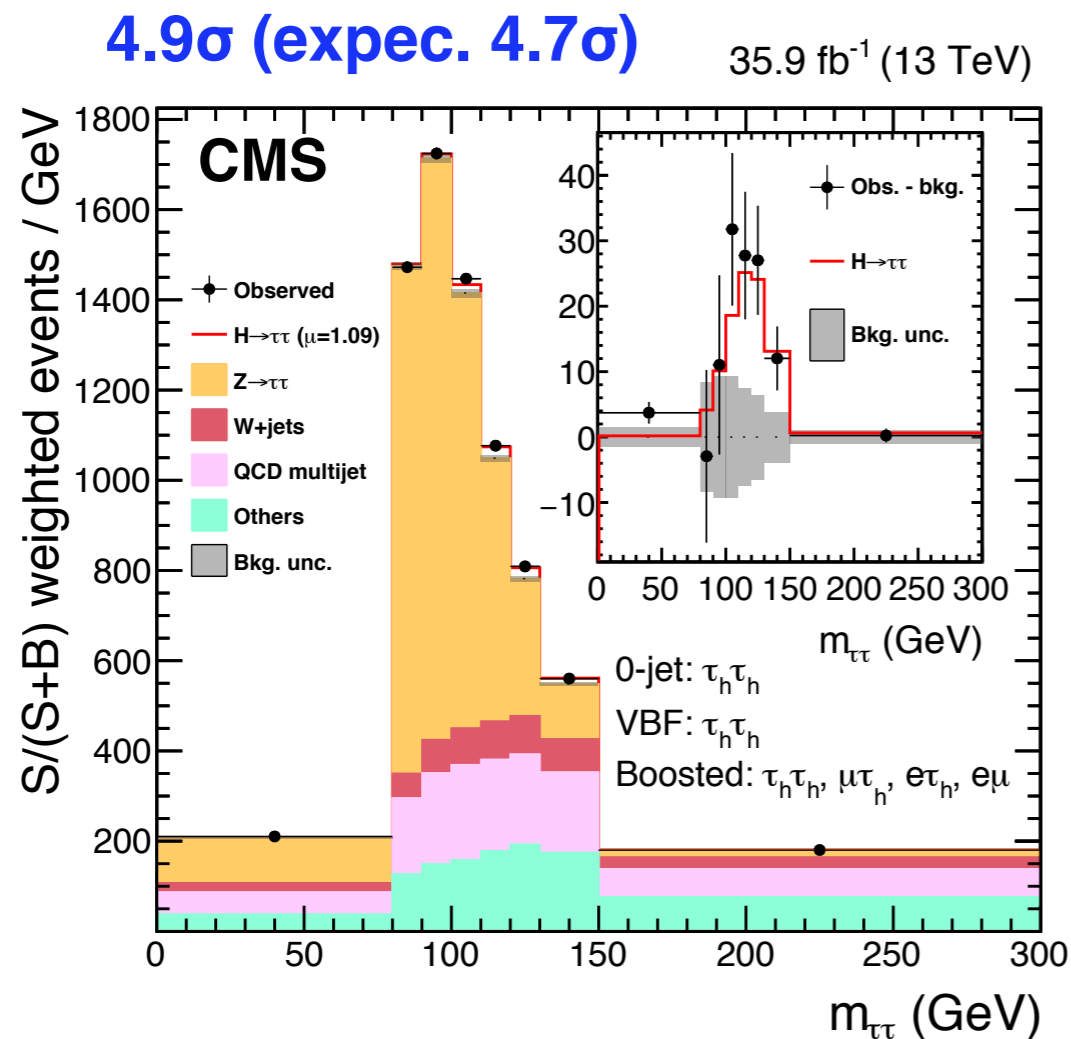 4.9σ (expec. 4.7σ)
35.9 fb⁻¹ (13 TeV)
S/(S+B) weighted events / GeV
1800
1600
1400
1200
1000
800
600
400
200
CMS
Observed
H→ττ (μ=1.09)
Z→ττ
W+jets
QCD multijet
Others
Bkg. unc.
40
30
20
10
0
−10
Obs. - bkg.
H→ττ
Bkg. unc.
0 50 100 150 200 250 300
m_ττ (GeV)
0-jet: τ_hτ_h
VBF: τ_hτ_h
Boosted: τ_hτ_h, μτ_h, eτ_h, eμ
0 50 100 150 200 250 300
m_ττ (GeV)